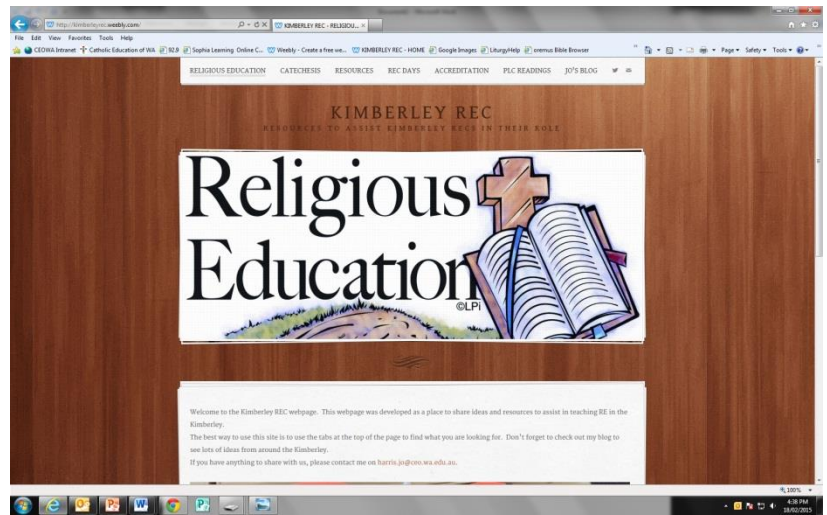 http://kimberleyrec.weebly.com/
KIMBERLEY REC - RELIGIOU...
File Edit View Favorites Tools Help
CEOWA Intranet Catholic Education of WA 92.9 Sophia Learning Online C... Weebly - Create a free we... KIMBERLEY REC - HOME Google Images LiturgyHelp oremus Bible Browser
Page Safety Tools
RELIGIOUS EDUCATION CATECHESIS RESOURCES REC DAYS ACCREDITATION PLC READINGS JO'S BLOG
KIMBERLEY REC
RESOURCES TO ASSIST KIMBERLEY RECS IN THEIR ROLE
Religious
Education
©LPi
Welcome to the Kimberley REC webpage. This webpage was developed as a place to share ideas and resources to assist in teaching RE in the
Kimberley.
The best way to use this site is to use the tabs at the top of the page to find what you are looking for. Don't forget to check out my blog to
see lots of ideas from around the Kimberley.
If you have anything to share with us, please contact me on harris.jo@ceo.wa.edu.au.
100%
4:38 PM
18/02/2015